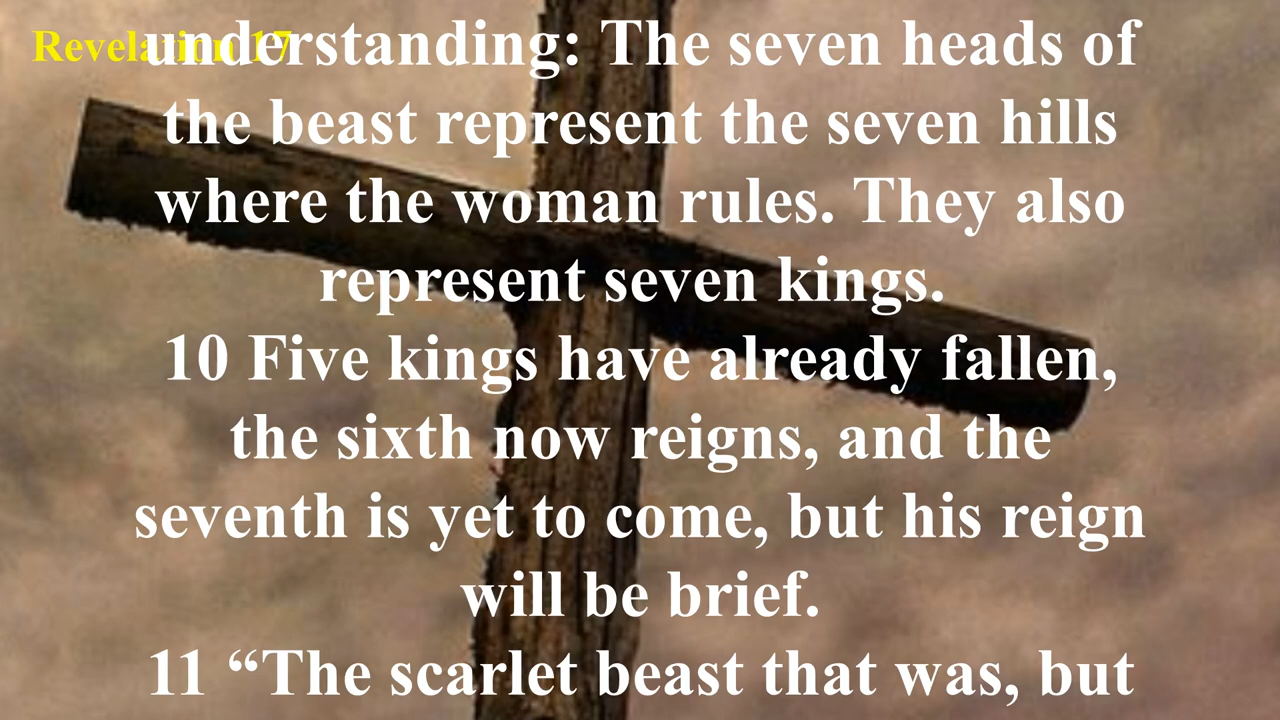 Revelation 17
understanding: The seven heads of
the beast represent the seven hills
where the woman rules. They also
represent seven kings.
10 Five kings have already fallen,
the sixth now reigns, and the
seventh is yet to come, but his reign
will be brief.
11 “The scarlet beast that was, but